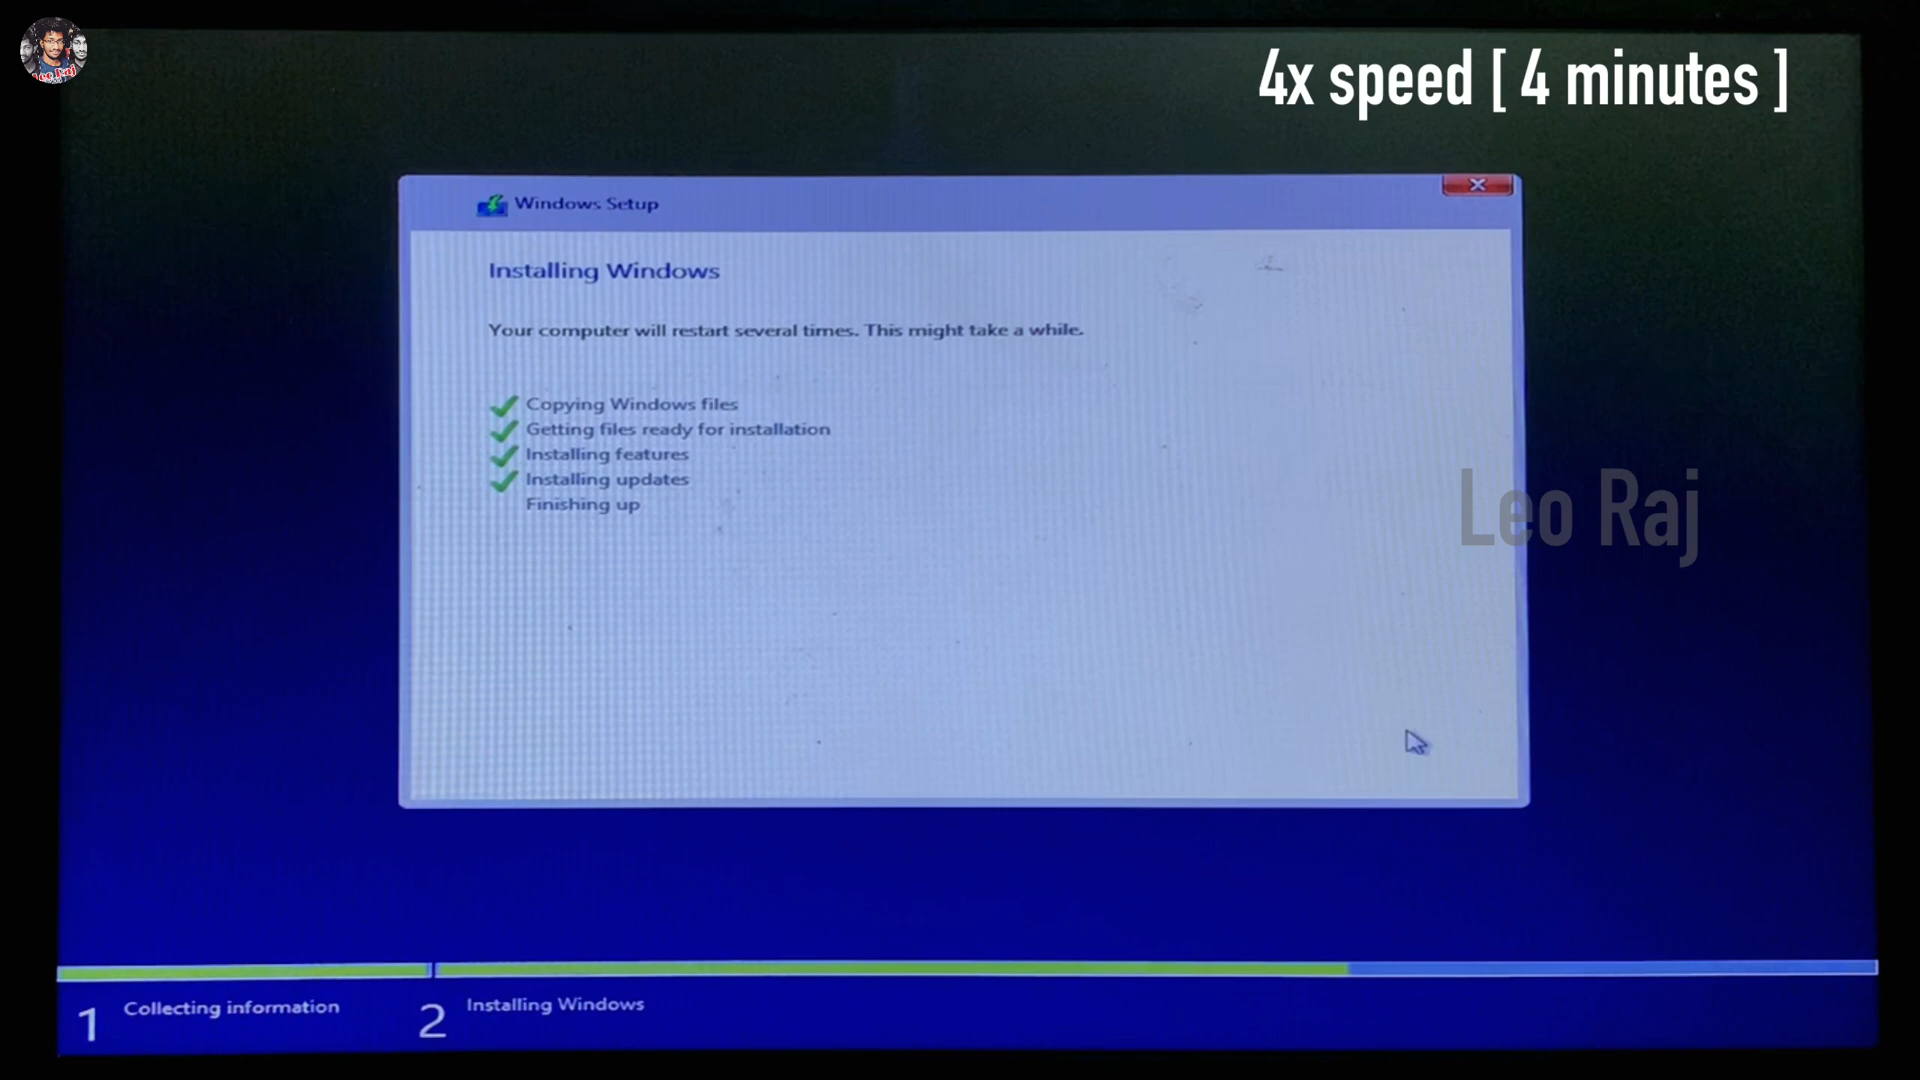 4x speed [ 4 minutes ]
Windows Setup
Installing Windows
Your computer will restart several times. This might take a while.
Copying Windows files
Getting files ready for installation
Installing features
Installing updates
Finishing up
Leo Raj
1 Collecting information
2 Installing Windows
Leo Raj